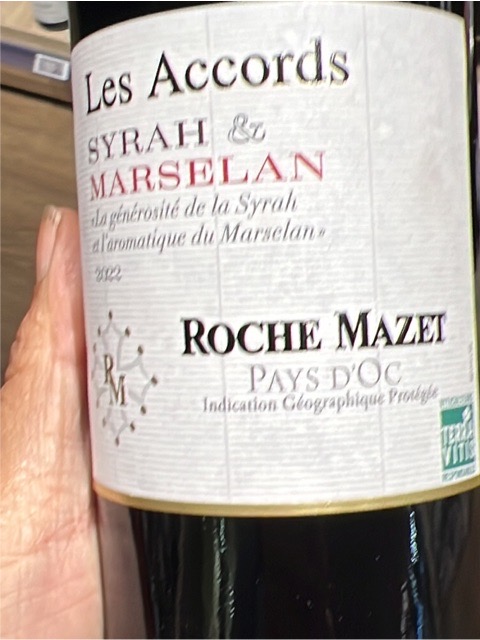 Les Accords
SYRAH &
MARSELAN
«La générosité de la Syrah
et l'aromatique du Marselan»
2022
ROCHE MAZET
RM
PAYS D'OC
Indication Géographique Protégée
TERRA
VITIS